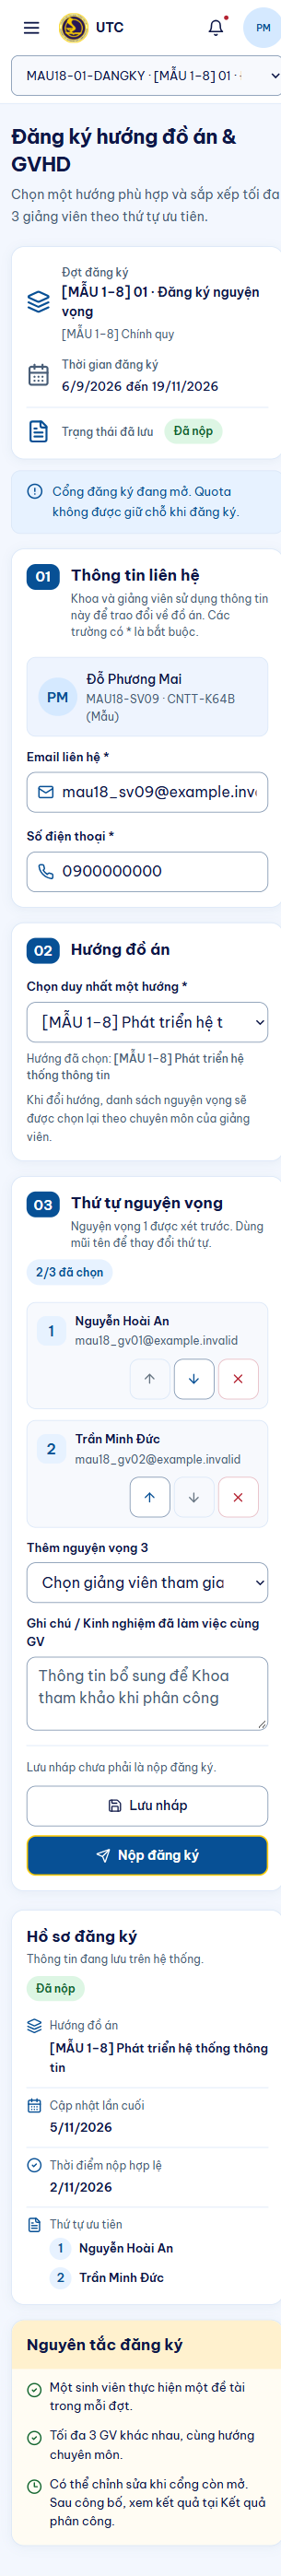 UTC
PM
MAU18-01-DANGKY · [MẪU 1-8] 01 ·
Đăng ký hướng đồ án &
GVHD
Chọn một hướng phù hợp và sắp xếp tối đa
3 giảng viên theo thứ tự ưu tiên.
Đợt đăng ký
[MẪU 1-8] 01 · Đăng ký nguyện
vọng
[MẪU 1-8] Chính quy
Thời gian đăng ký
6/9/2026 đến 19/11/2026
Trạng thái đã lưu
Đã nộp
Cổng đăng ký đang mở. Quota
không được giữ chỗ khi đăng ký.
01
Thông tin liên hệ
Khoa và giảng viên sử dụng thông tin
này để trao đổi về đồ án. Các
trường có * là bắt buộc.
PM
Đỗ Phương Mai
MAU18-SV09 · CNTT-K64B
(Mẫu)
Email liên hệ *
mau18_sv09@example.inv
Số điện thoại *
0900000000
02
Hướng đồ án
Chọn duy nhất một hướng *
[MẪU 1-8] Phát triển hệ t
Hướng đã chọn: [MẪU 1-8] Phát triển hệ
thống thông tin
Khi đổi hướng, danh sách nguyện vọng sẽ
được chọn lại theo chuyên môn của giảng
viên.
03
Thứ tự nguyện vọng
Nguyện vọng 1 được xét trước. Dùng
mũi tên để thay đổi thứ tự.
2/3 đã chọn
1
Nguyễn Hoài An
mau18_gv01@example.invalid
2
Trần Minh Đức
mau18_gv02@example.invalid
Thêm nguyện vọng 3
Chọn giảng viên tham gia
Ghi chú / Kinh nghiệm đã làm việc cùng
GV
Thông tin bổ sung để Khoa
tham khảo khi phân công
Lưu nháp chưa phải là nộp đăng ký.
Lưu nháp
Nộp đăng ký
Hồ sơ đăng ký
Thông tin đang lưu trên hệ thống.
Đã nộp
Hướng đồ án
[MẪU 1-8] Phát triển hệ thống thông
tin
Cập nhật lần cuối
5/11/2026
Thời điểm nộp hợp lệ
2/11/2026
Thứ tự ưu tiên
1 Nguyễn Hoài An
2 Trần Minh Đức
Nguyên tắc đăng ký
Một sinh viên thực hiện một đề tài
trong mỗi đợt.
Tối đa 3 GV khác nhau, cùng hướng
chuyên môn.
Có thể chỉnh sửa khi cổng còn mở.
Sau công bố, xem kết quả tại Kết quả
phân công.